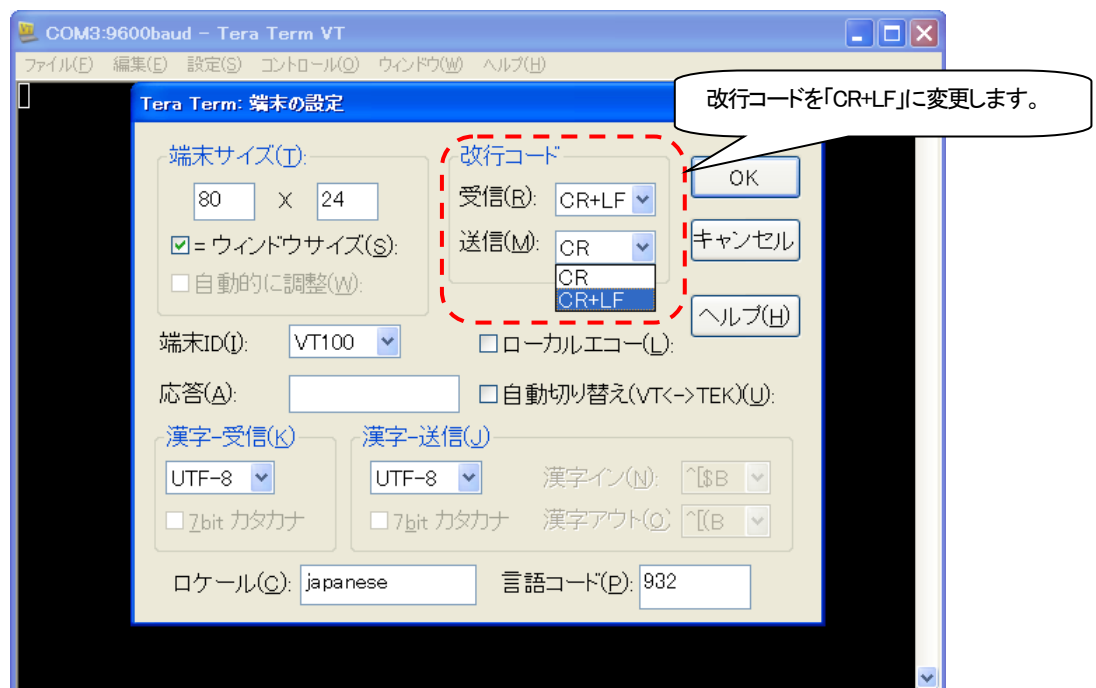 COM3:9600baud - Tera Term VT
ファイル(F) 編集(E) 設定(S) コントロール(O) ウィンドウ(W) ヘルプ(H)
改行コードを「CR+LF」に変更します。
Tera Term: 端末の設定
端末サイズ(T):
80 X 24
= ウィンドウサイズ(S):
自動的に調整(W):
改行コード
受信(R): CR+LF
送信(M): CR
CR
CR+LF
OK
キャンセル
ヘルプ(H)
端末ID(I): VT100
ローカルエコー(L):
応答(A):
自動切り替え(VT<->TEK)(U):
漢字-受信(K)
UTF-8
7bit カタカナ
漢字-送信(J)
UTF-8
7bit カタカナ
漢字イン(N): ^[$B
漢字アウト(O) ^[(B
ロケール(C): japanese
言語コード(P): 932